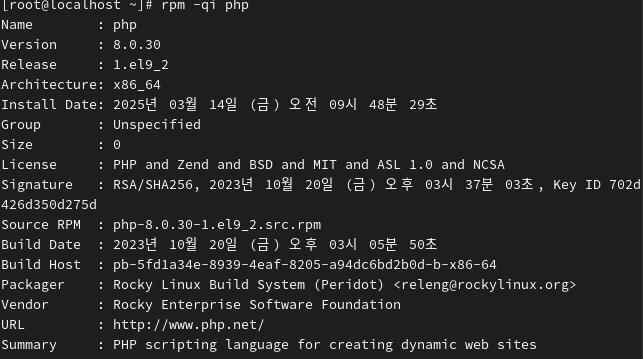 [root@localhost ~]# rpm -qi php
Name        : php
Version     : 8.0.30
Release     : 1.el9_2
Architecture: x86_64
Install Date: 2025년 03월 14일 (금) 오전 09시 48분 29초
Group       : Unspecified
Size        : 0
License     : PHP and Zend and BSD and MIT and ASL 1.0 and NCSA
Signature   : RSA/SHA256, 2023년 10월 20일 (금) 오후 03시 37분 03초, Key ID 702d
426d350d275d
Source RPM  : php-8.0.30-1.el9_2.src.rpm
Build Date  : 2023년 10월 20일 (금) 오후 03시 05분 50초
Build Host  : pb-5fd1a34e-8939-4eaf-8205-a94dc6bd2b0d-b-x86-64
Packager    : Rocky Linux Build System (Peridot) <releng@rockylinux.org>
Vendor      : Rocky Enterprise Software Foundation
URL         : http://www.php.net/
Summary     : PHP scripting language for creating dynamic web sites